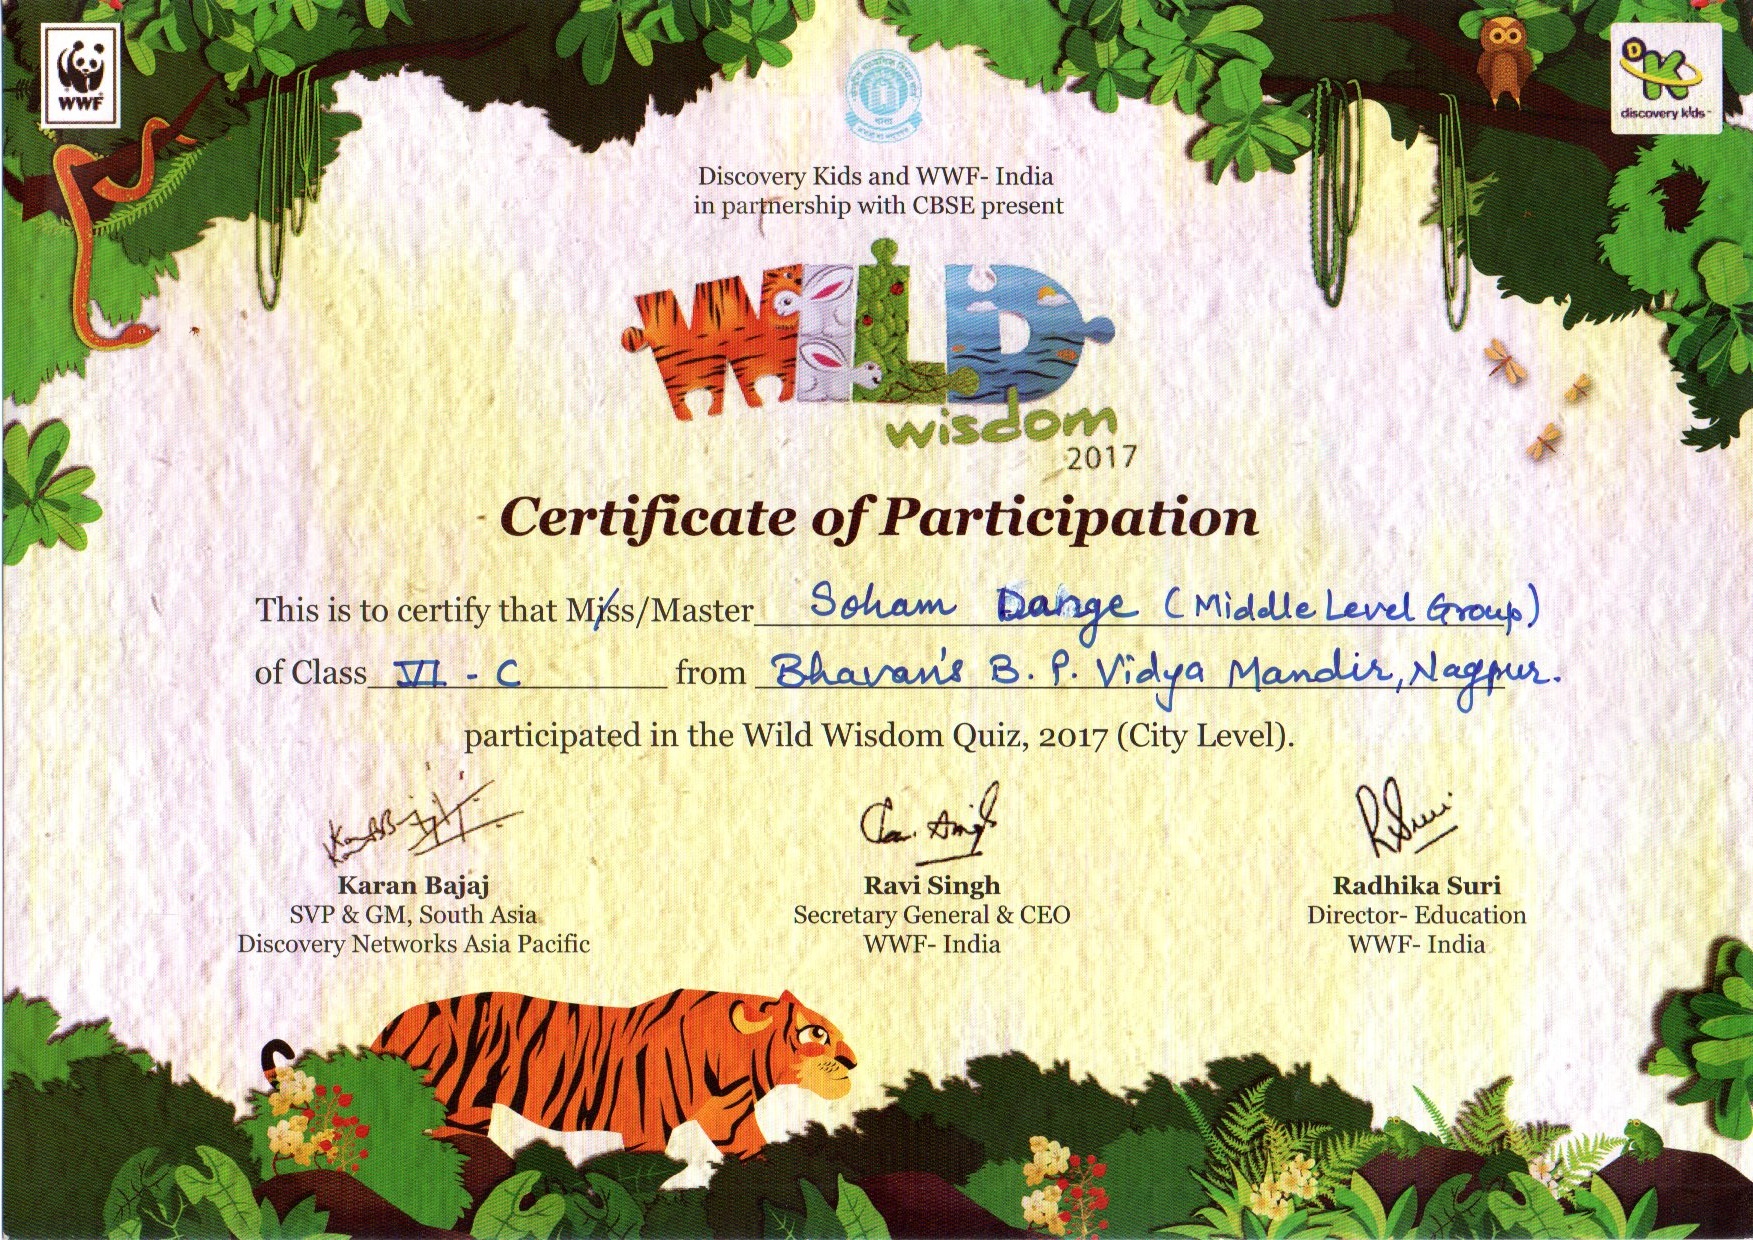 WWF
D K
discovery kids™
Discovery Kids and WWF- India
in partnership with CBSE present
WiLD
wisdom
2017
Certificate of Participation
This is to certify that Miss/Master Soham Dange (Middle Level Group)
of Class VI - C from Bhavan's B. P. Vidya Mandir, Nagpur.
participated in the Wild Wisdom Quiz, 2017 (City Level).
Karan Bajaj
SVP & GM, South Asia
Discovery Networks Asia Pacific
Ravi Singh
Secretary General & CEO
WWF- India
Radhika Suri
Director- Education
WWF- India